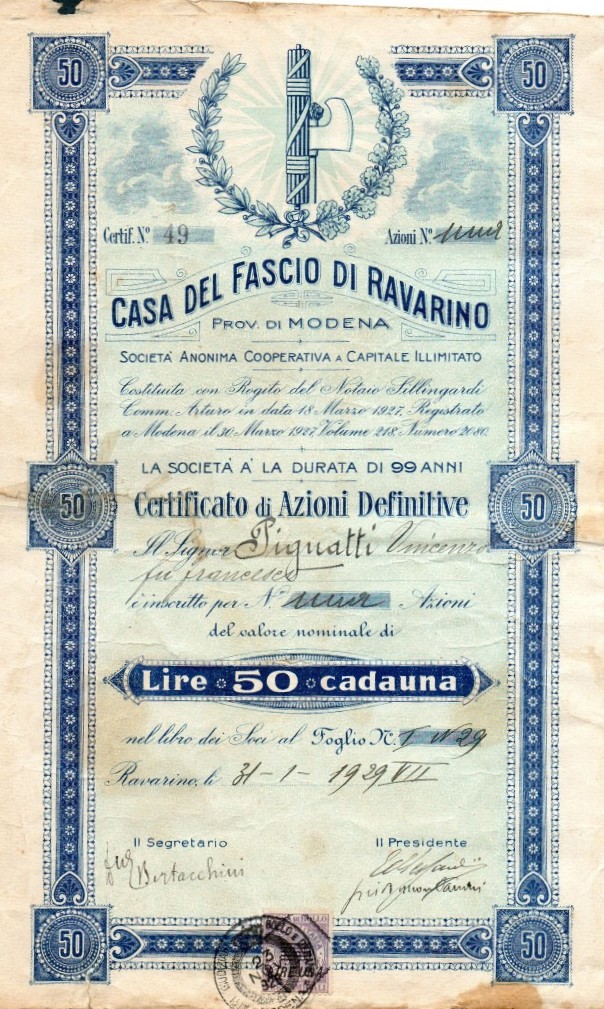 50 50
Certif. N.º 49 Azioni N.º una
CASA DEL FASCIO DI RAVARINO
PROV. DI MODENA
SOCIETÀ ANONIMA COOPERATIVA A CAPITALE ILLIMITATO
Costituita con Rogito del Notaio Sillingardi
Comm. Arturo in data 18 Marzo 1927, Registrato
a Modena il 30 Marzo 1927, Volume 218, Numero 2080.
LA SOCIETÀ A' LA DURATA DI 99 ANNI
50 50
Certificato di Azioni Definitive
Il Signor Pignatti Vincenzo
fu francesco
è inscritto per N.º una Azioni
del valore nominale di
Lire 50 cadauna
nel libro dei Soci al Foglio N. I N 29
Ravarino, li 31-1-1929 VII
Il Segretario Il Presidente
Bertacchini
50 50